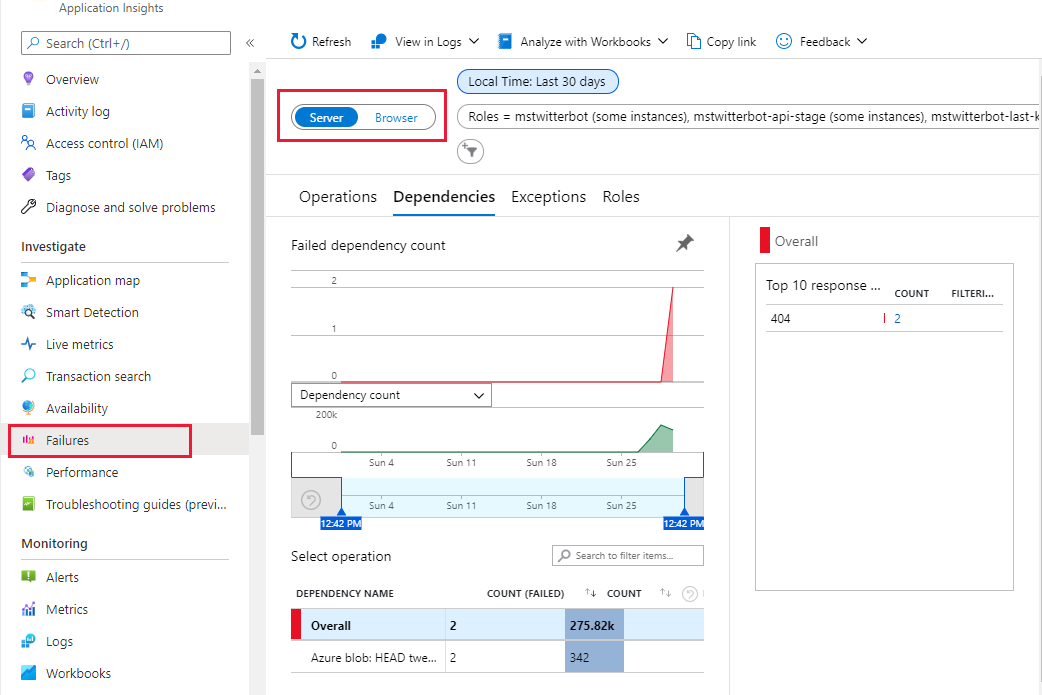 Application Insights
Search (Ctrl+/)
«
Overview
Activity log
Access control (IAM)
Tags
Diagnose and solve problems
Investigate
Application map
Smart Detection
Live metrics
Transaction search
Availability
Failures
Performance
Troubleshooting guides (previ...
Monitoring
Alerts
Metrics
Logs
Workbooks
Refresh
View in Logs
Analyze with Workbooks
Copy link
Feedback
Local Time: Last 30 days
Server
Browser
Roles = mstwitterbot (some instances), mstwitterbot-api-stage (some instances), mstwitterbot-last-k
Operations
Dependencies
Exceptions
Roles
Failed dependency count
2
1
0
Dependency count
200k
0
Sun 4 Sun 11 Sun 18 Sun 25
Sun 4 Sun 11 Sun 18 Sun 25
12:42 PM 12:42 PM
Select operation
Search to filter items...
DEPENDENCY NAME COUNT (FAILED) ↑↓ COUNT ↑↓
Overall 2 275.82k
Azure blob: HEAD twe... 2 342
Overall
Top 10 response ... COUNT FILTERI...
404 2